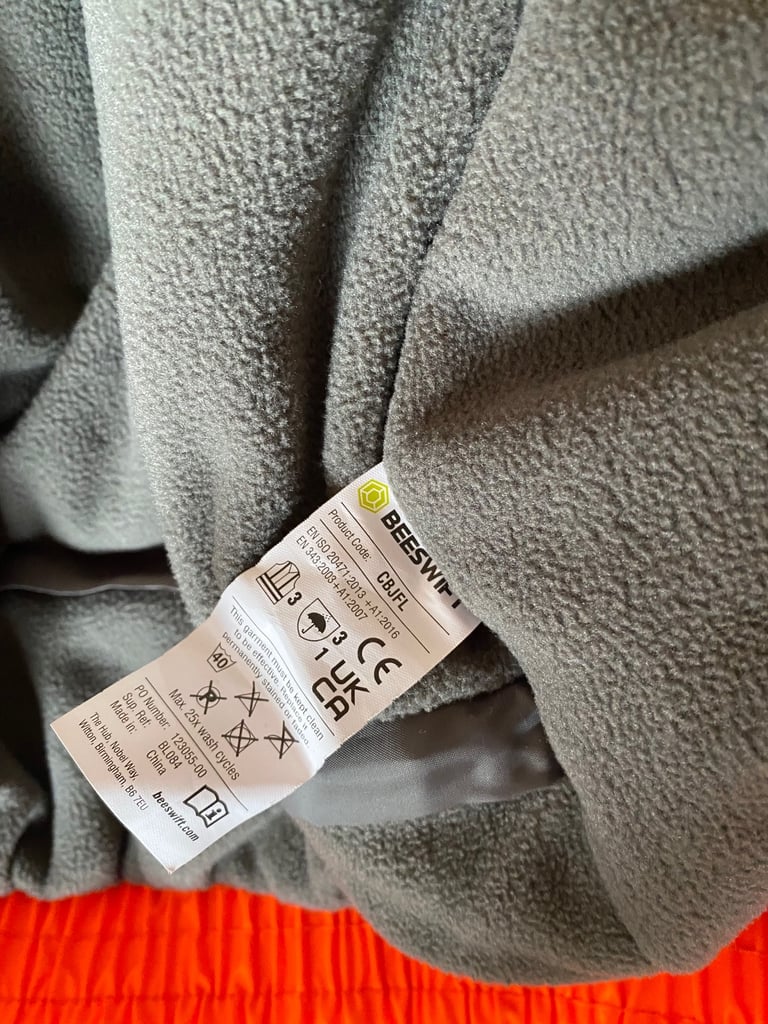 BEESWIFT
Product Code: CBJFL
EN ISO 20471:2013 +A1:2016
EN 343:2003+A1:2007
3
3
1
CE
UK
CA
This garment must be kept clean
to be effective. Replace if
permanently stained or faded.
40
Max. 25x wash cycles
PO Number: 123055-00
Sup. Ref: BL084
Made in: China
The Hub, Nobel Way,
Witton, Birmingham, B6 7EU
beeswift.com